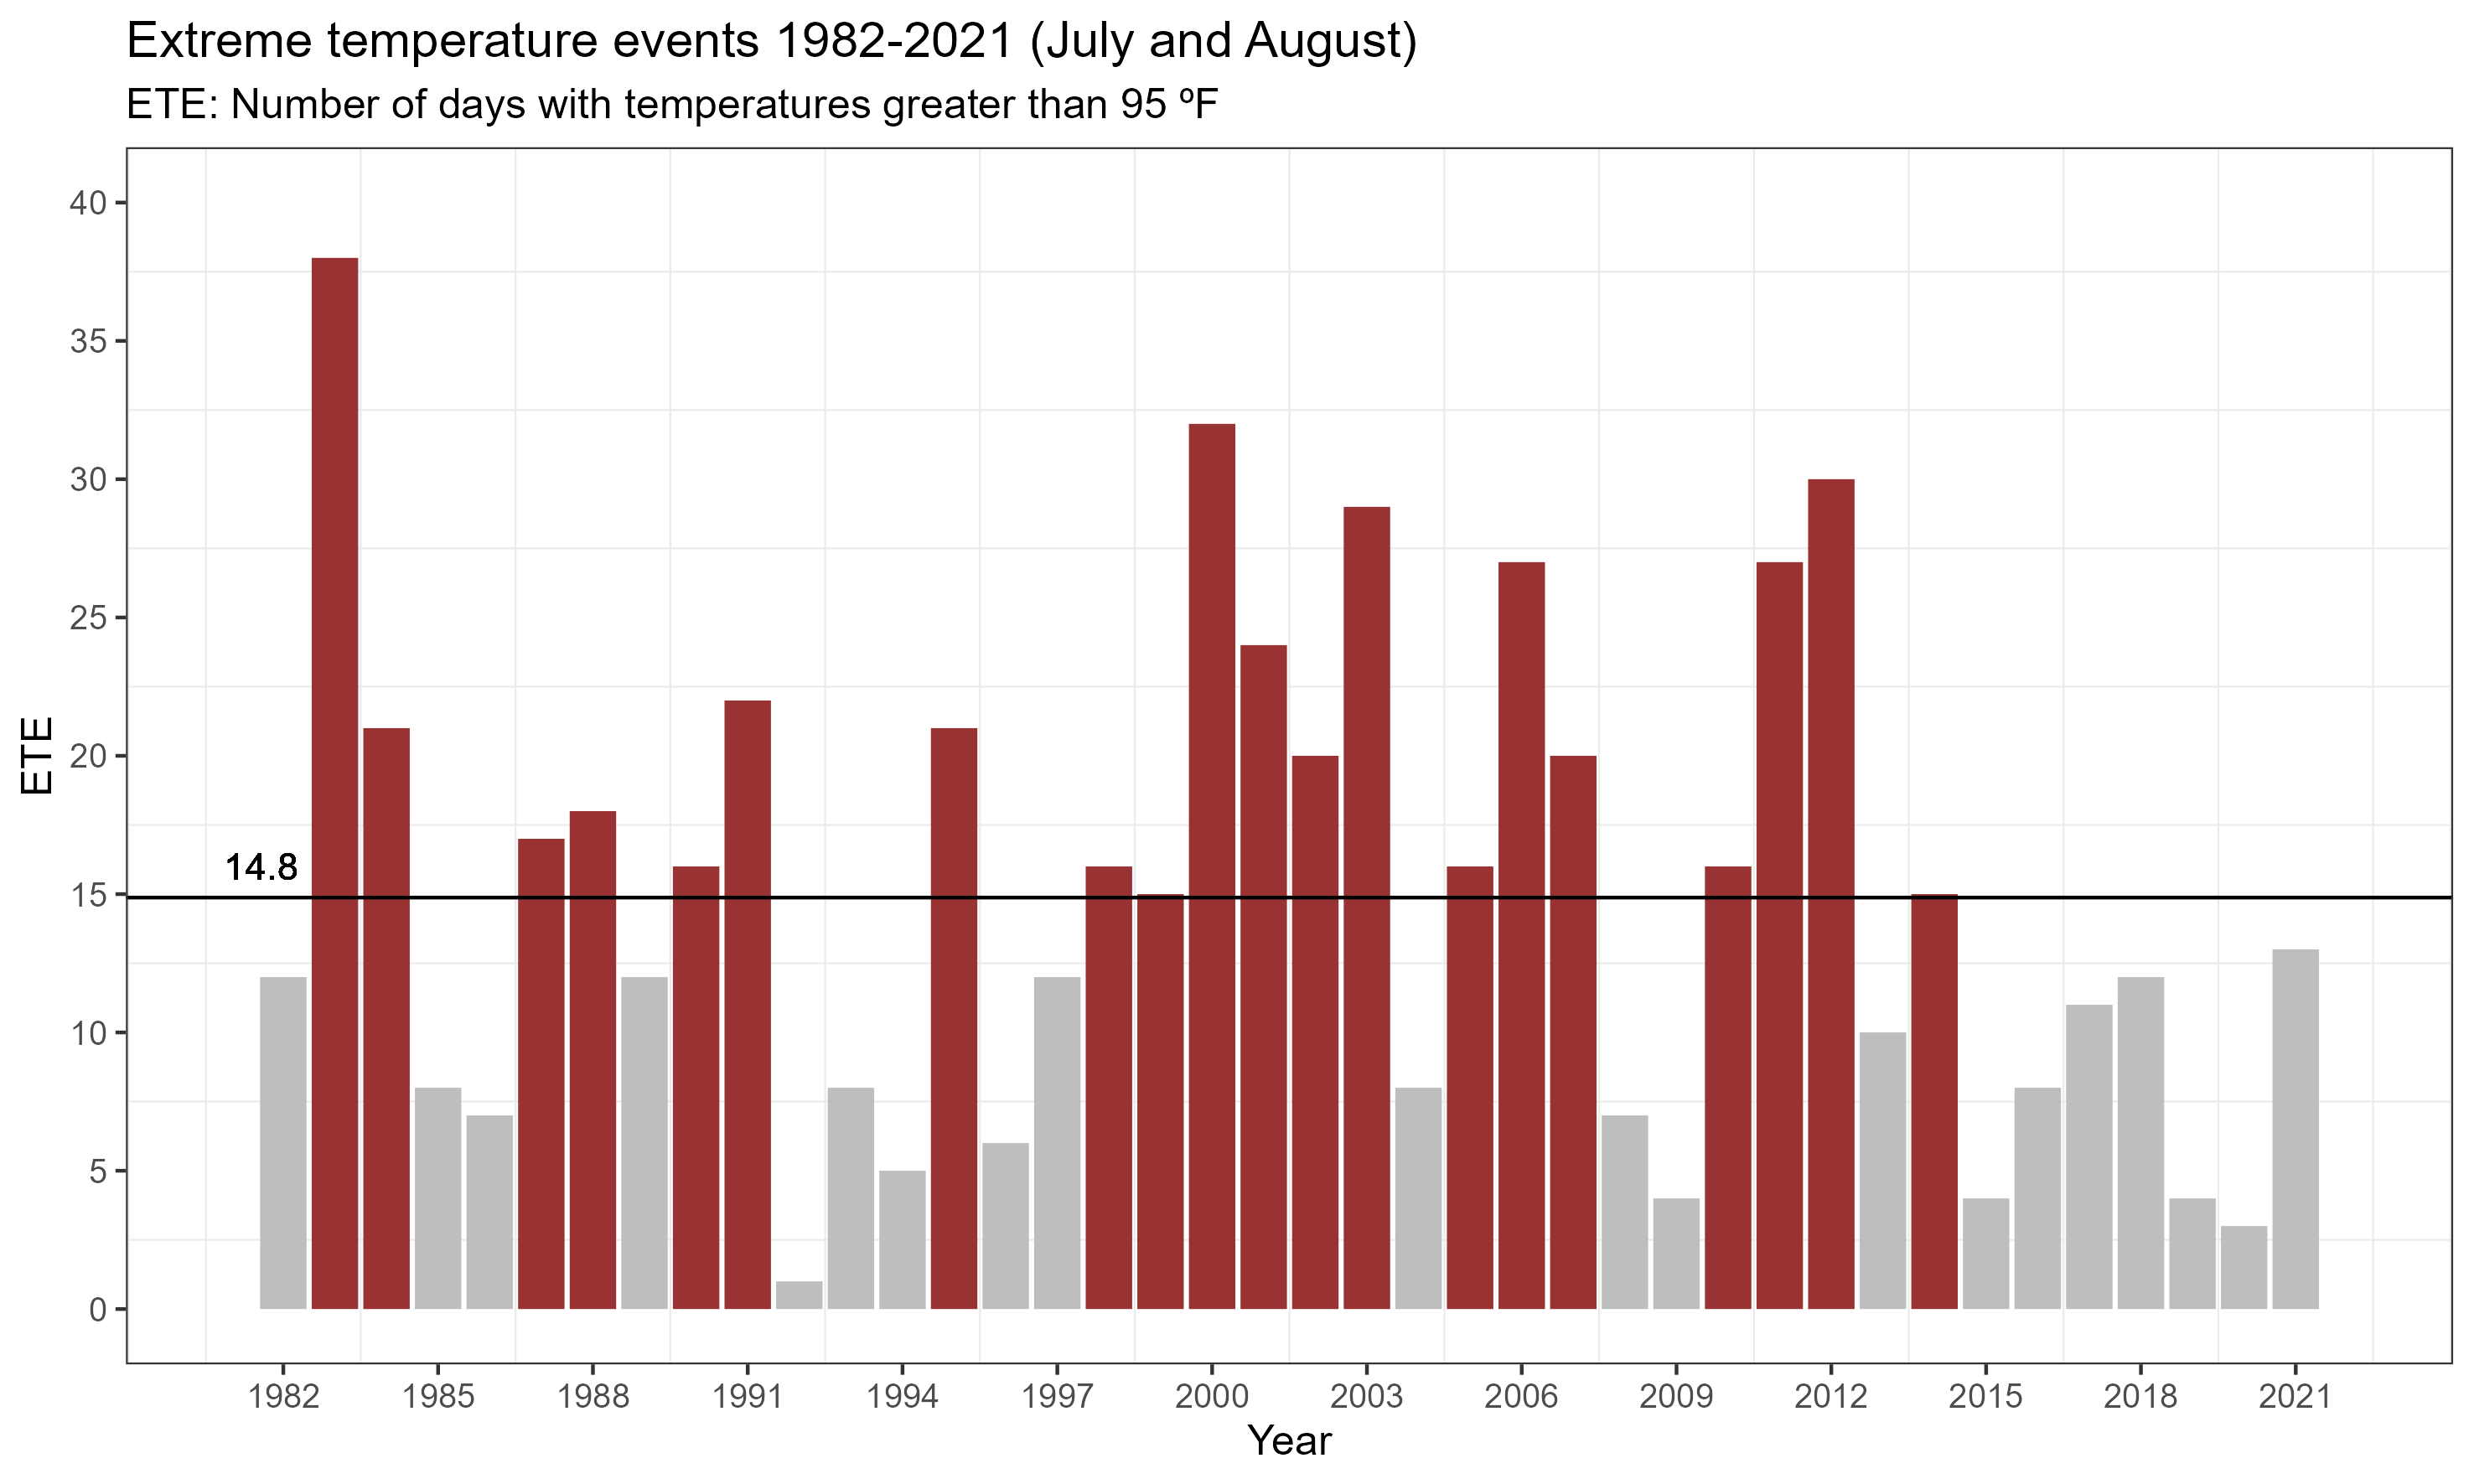 Extreme temperature events 1982-2021 (July and August)
ETE: Number of days with temperatures greater than 95 ºF
40
35
30
25
20
15
10
5
0
ETE
14.8
1982 1985 1988 1991 1994 1997 2000 2003 2006 2009 2012 2015 2018 2021
Year